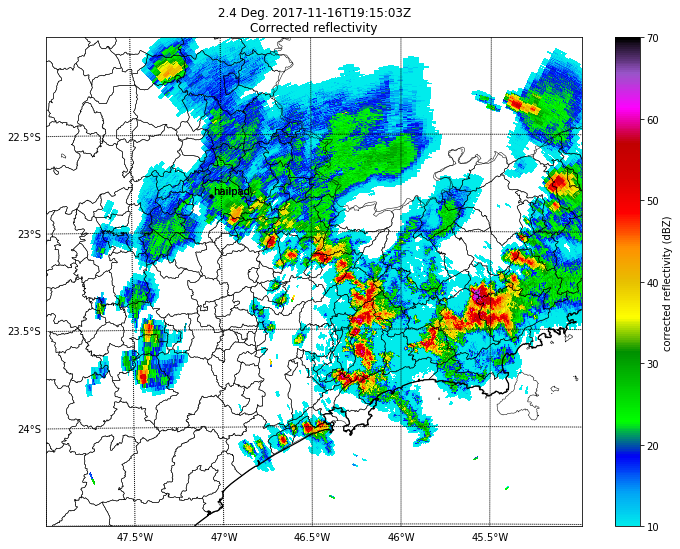 2.4 Deg. 2017-11-16T19:15:03Z
Corrected reflectivity
70
60
50
40
30
20
10
corrected reflectivity (dBZ)
22.5°S
23°S
23.5°S
24°S
hailpad
47.5°W
47°W
46.5°W
46°W
45.5°W